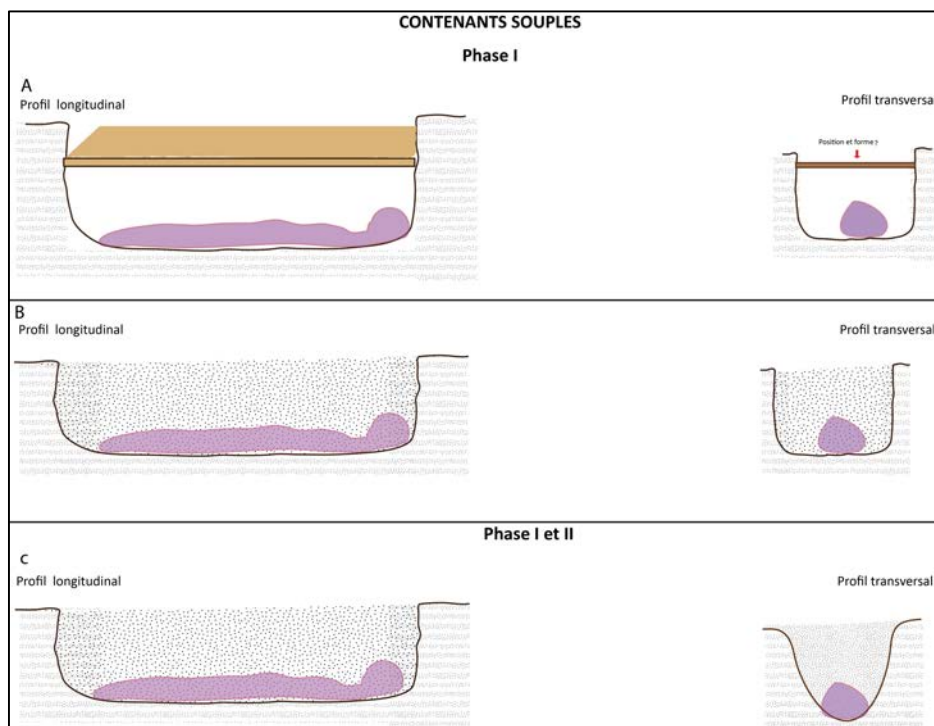 CONTENANTS SOUPLES
Phase I
A
Profil longitudinal
Profil transversal
Position et forme ?
B
Profil longitudinal
Profil transversal
Phase I et II
C
Profil longitudinal
Profil transversal